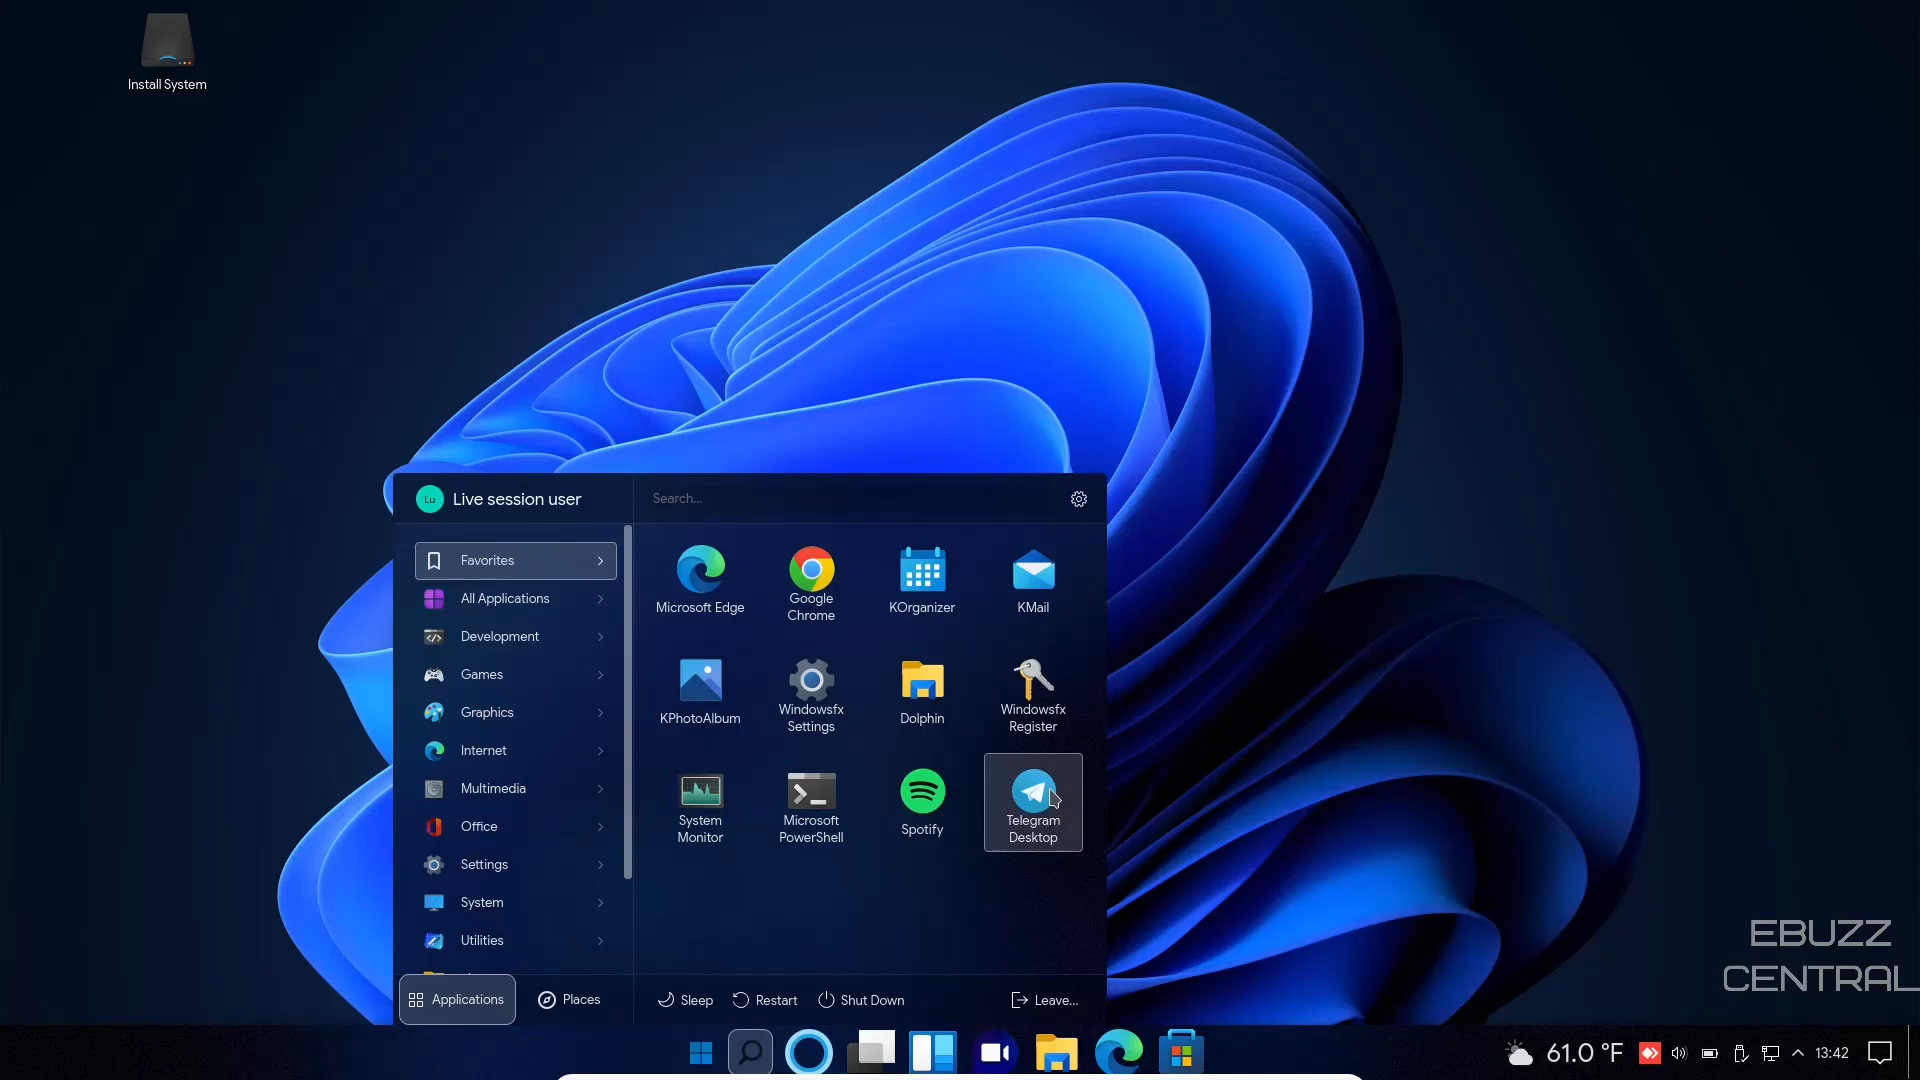 Install System
Lu
Live session user
Search...
Favorites
All Applications
Development
Games
Graphics
Internet
Multimedia
Office
Settings
System
Utilities
Microsoft Edge
Google
Chrome
KOrganizer
KMail
KPhotoAlbum
Windowsfx
Settings
Dolphin
Windowsfx
Register
System
Monitor
Microsoft
PowerShell
Spotify
Telegram
Desktop
Applications
Places
Sleep
Restart
Shut Down
Leave...
EBUZZ
CENTRAL
61.0 °F
13:42